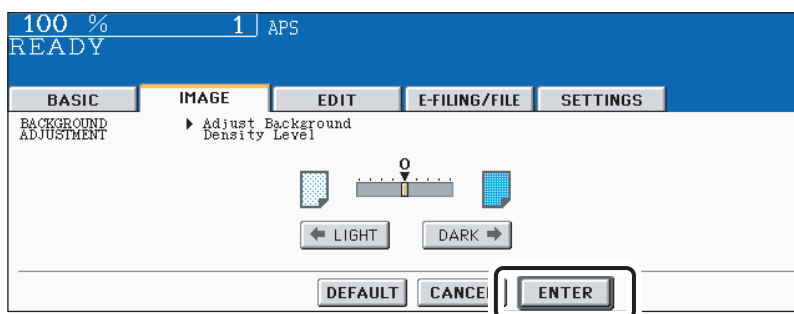 100 % 1 APS
READY
BASIC IMAGE EDIT E-FILING/FILE SETTINGS
BACKGROUND ADJUSTMENT
▶ Adjust Background Density Level
0
LIGHT DARK
DEFAULT CANCEL ENTER